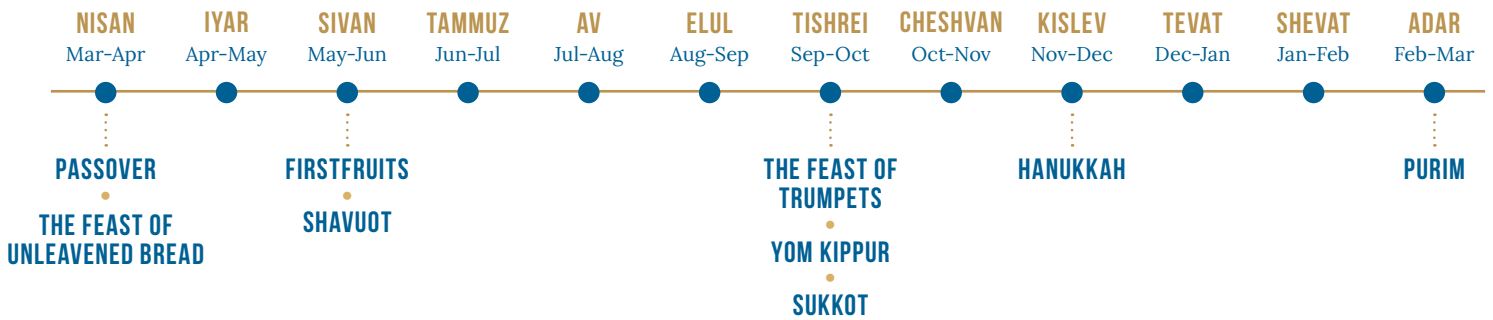 NISAN IYAR SIVAN TAMMUZ AV ELUL TISHREI CHESHVAN KISLEV TEVAT SHEVAT ADAR
Mar-Apr Apr-May May-Jun Jun-Jul Jul-Aug Aug-Sep Sep-Oct Oct-Nov Nov-Dec Dec-Jan Jan-Feb Feb-Mar
PASSOVER
THE FEAST OF
UNLEAVENED BREAD
FIRSTFRUITS
SHAVUOT
THE FEAST OF
TRUMPETS
YOM KIPPUR
SUKKOT
HANUKKAH
PURIM